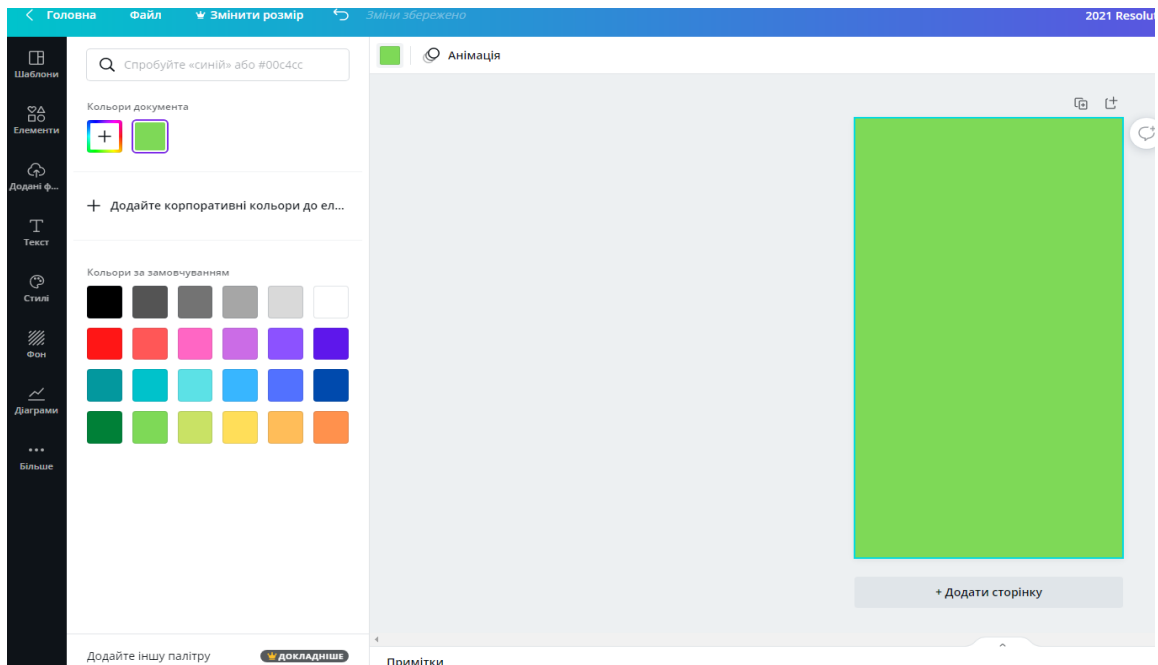 Головна Файл Змінити розмір Зміни збережено 2021 Resolut
Шаблони
Елементи
Додані ф...
Текст
Стилі
Фон
Діаграми
Більше
Спробуйте «синій» або #00c4cc
Кольори документа
+ Додайте корпоративні кольори до ел...
Кольори за замовчуванням
Додайте іншу палітру ДОКЛАДНІШЕ
Анімація
+ Додати сторінку
Примітки